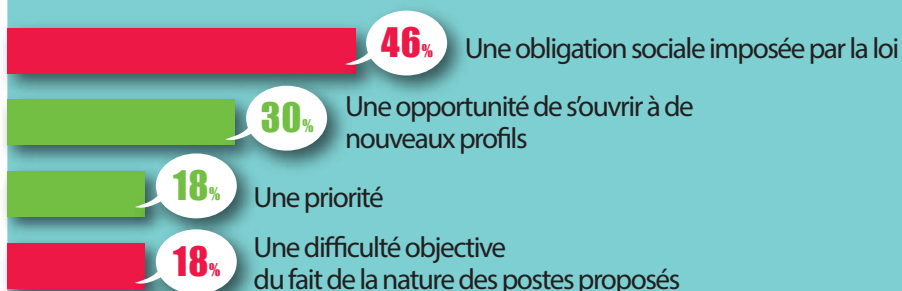 46% Une obligation sociale imposée par la loi
30% Une opportunité de s'ouvrir à de
nouveaux profils
18% Une priorité
18% Une difficulté objective
du fait de la nature des postes proposés